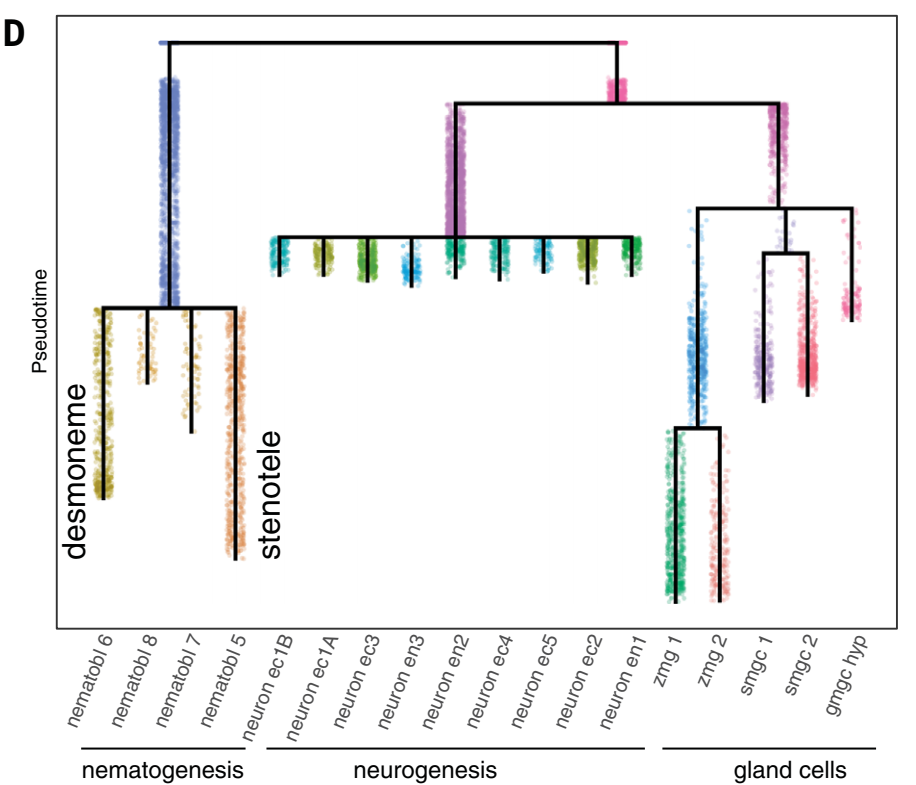 D
Pseudotime
desmoneme
stenotele
nematobl 6
nematobl 8
nematobl 7
nematobl 5
neuron ec1B
neuron ec1A
neuron ec3
neuron en3
neuron en2
neuron ec4
neuron ec5
neuron ec2
neuron en1
zmg 1
zmg 2
smgc 1
smgc 2
gmgc hyp
nematogenesis
neurogenesis
gland cells